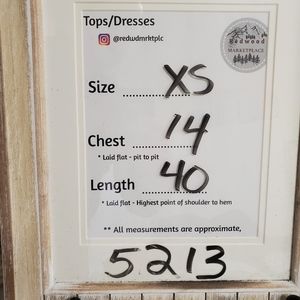 Tops/Dresses
@redwdmrktplc
Redwood
MARKETPLACE
Size ............... XS
Chest ............... 14
* Laid flat - pit to pit
Length ............... 40
* Laid flat - Highest point of shoulder to hem
** All measurements are approximate,
5213